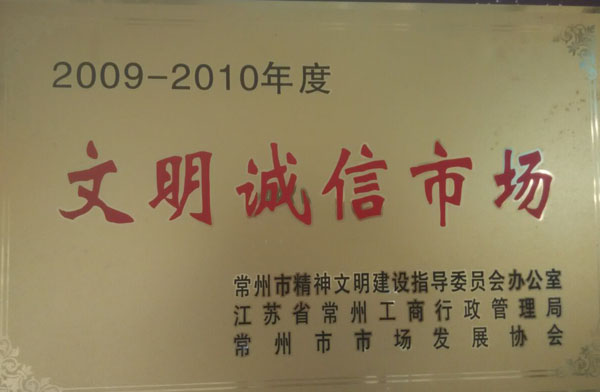 2009-2010年度
文明诚信市场
常州市精神文明建设指导委员会办公室
江苏省常州工商行政管理局
常州市市场发展协会